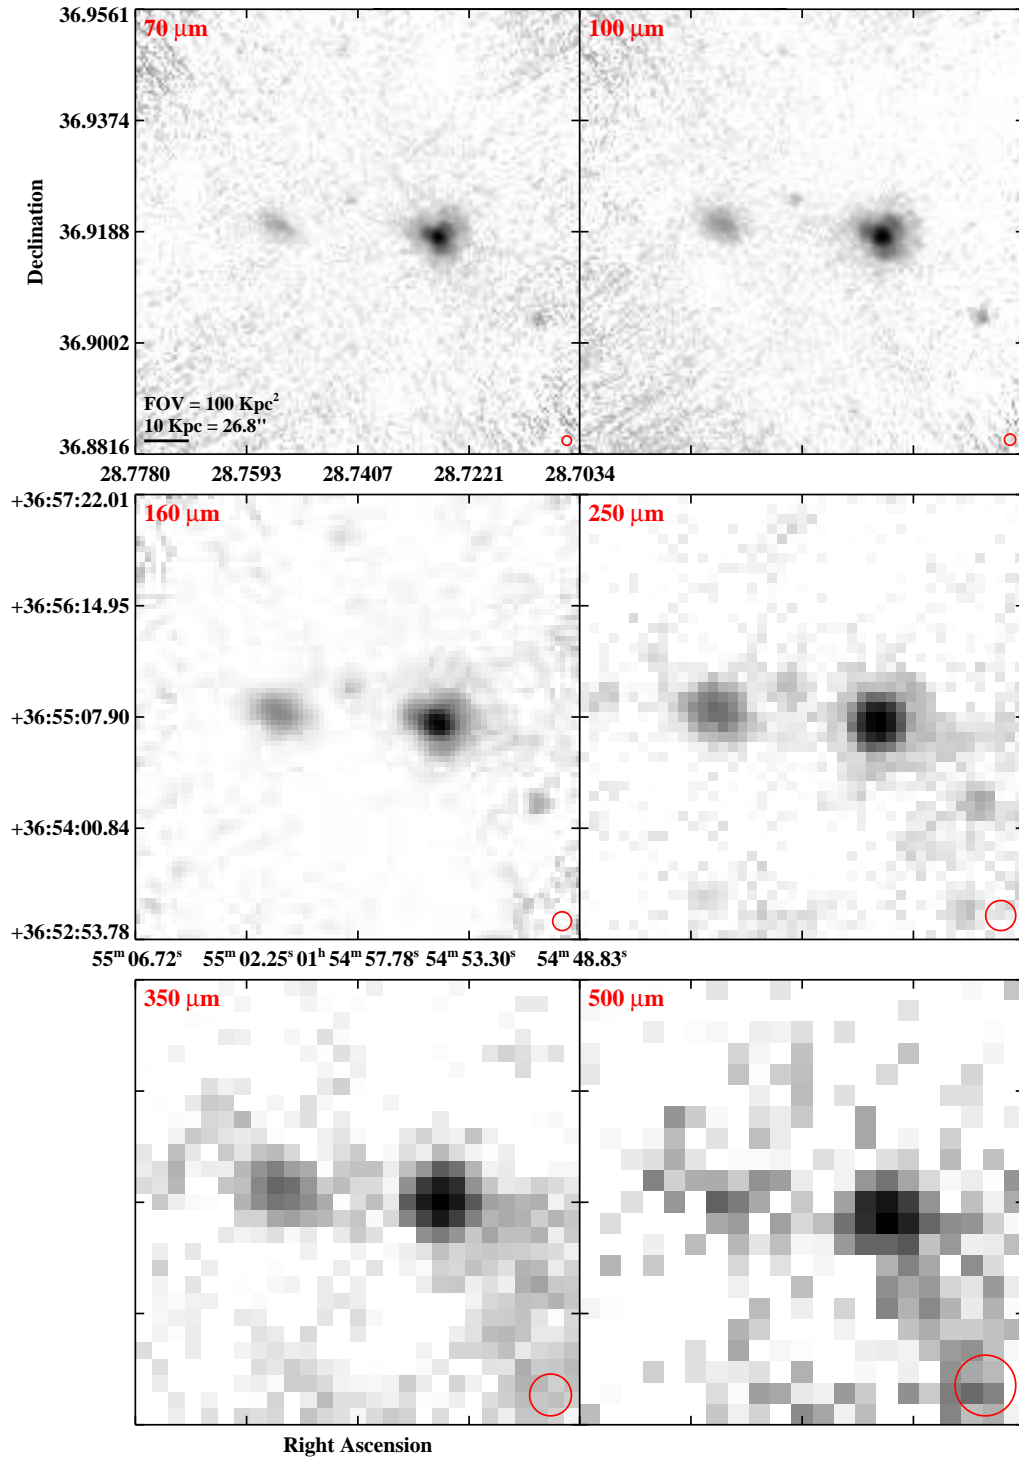 36.9561
70 μm
100 μm
36.9374
36.9188
Declination
36.9002
FOV = 100 Kpc²
10 Kpc = 26.8"
36.8816
28.7780 28.7593 28.7407 28.7221 28.7034
+36:57:22.01
160 μm
250 μm
+36:56:14.95
+36:55:07.90
+36:54:00.84
+36:52:53.78
55ᵐ 06.72ˢ 55ᵐ 02.25ˢ 01ʰ 54ᵐ 57.78ˢ 54ᵐ 53.30ˢ 54ᵐ 48.83ˢ
350 μm
500 μm
Right Ascension